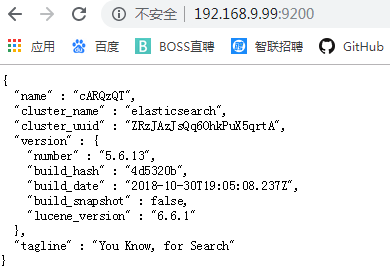 不安全 | 192.168.9.99:9200
应用 百度 BOSS直聘 智联招聘 GitHub
{
  "name" : "cARQzQT",
  "cluster_name" : "elasticsearch",
  "cluster_uuid" : "ZRzJAzJsQq6OhkPuX5qrtA",
  "version" : {
    "number" : "5.6.13",
    "build_hash" : "4d5320b",
    "build_date" : "2018-10-30T19:05:08.237Z",
    "build_snapshot" : false,
    "lucene_version" : "6.6.1"
  },
  "tagline" : "You Know, for Search"
}